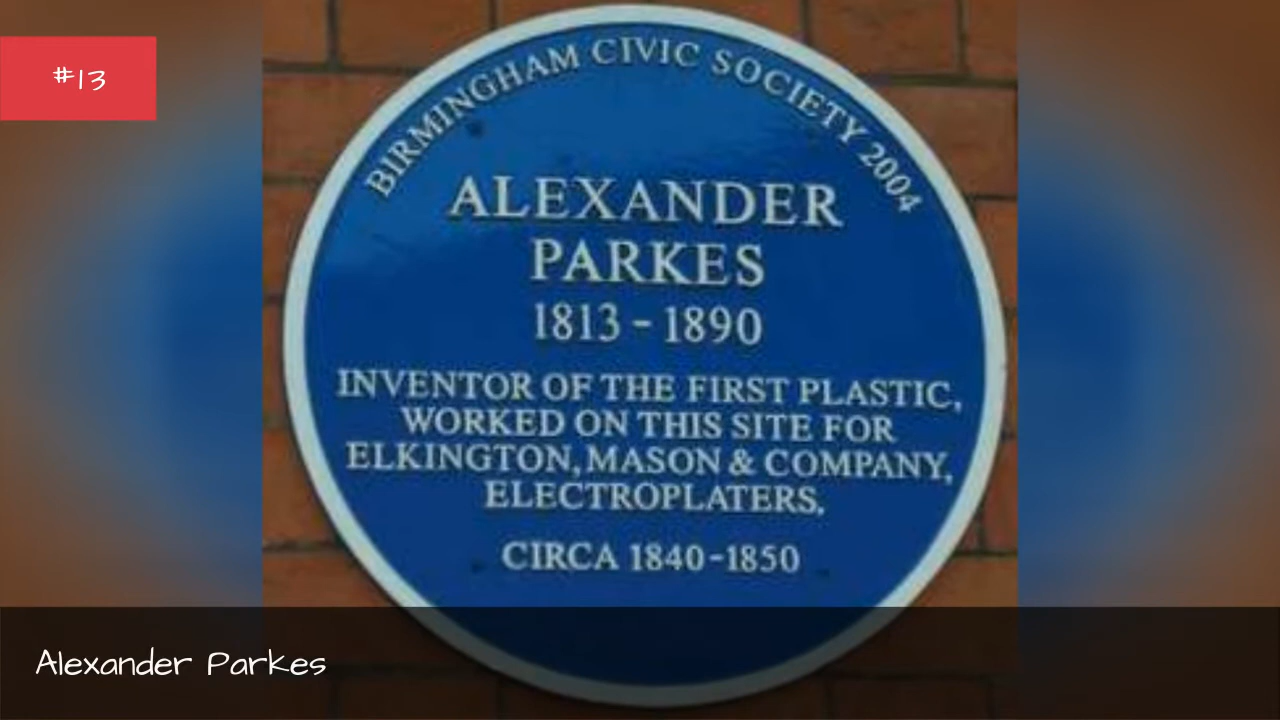 #13
BIRMINGHAM CIVIC SOCIETY 2004
ALEXANDER
PARKES
1813 - 1890
INVENTOR OF THE FIRST PLASTIC,
WORKED ON THIS SITE FOR
ELKINGTON, MASON & COMPANY,
ELECTROPLATERS,
CIRCA 1840-1850
Alexander Parkes